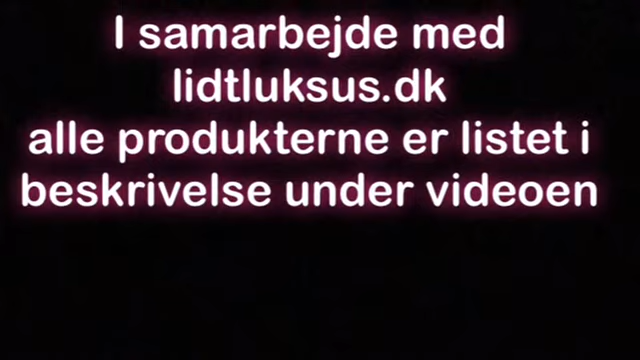 I samarbejde med
lidtluksus.dk
alle produkterne er listet i
beskrivelse under videoen